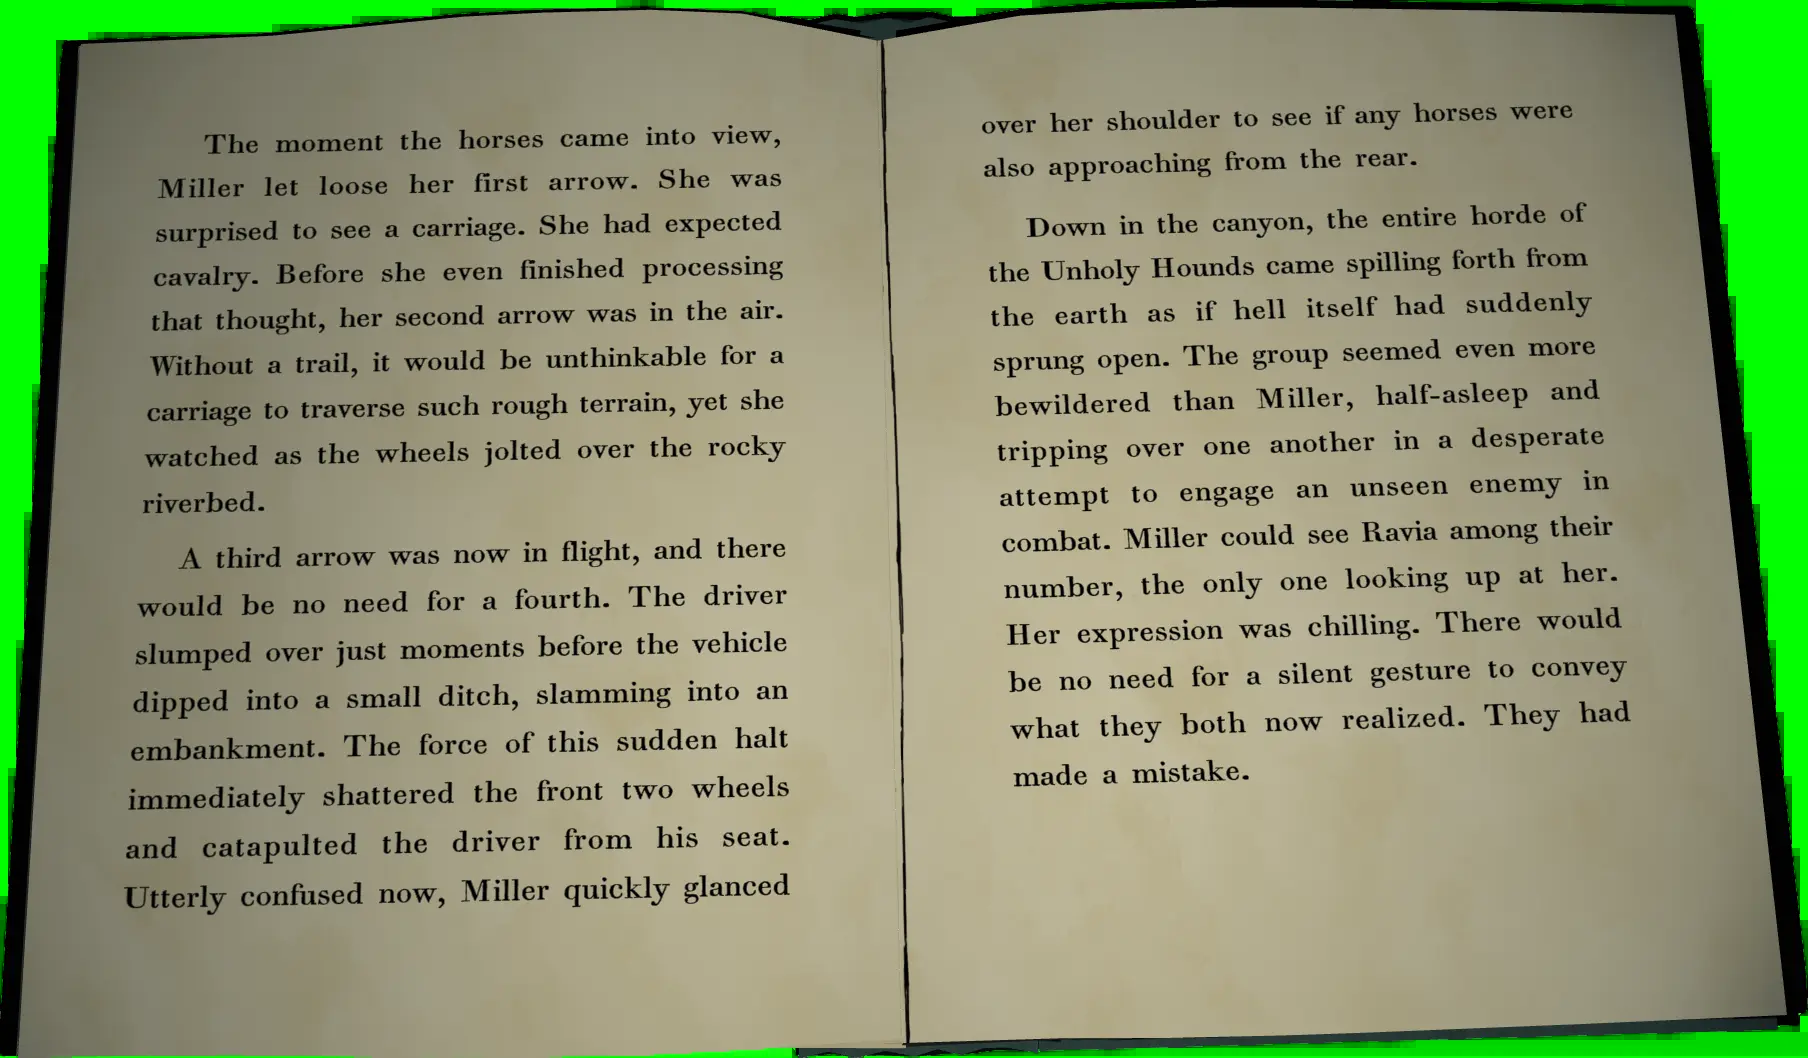 The moment the horses came into view,
Miller let loose her first arrow. She was
surprised to see a carriage. She had expected
cavalry. Before she even finished processing
that thought, her second arrow was in the air.
Without a trail, it would be unthinkable for a
carriage to traverse such rough terrain, yet she
watched as the wheels jolted over the rocky
riverbed.
A third arrow was now in flight, and there
would be no need for a fourth. The driver
slumped over just moments before the vehicle
dipped into a small ditch, slamming into an
embankment. The force of this sudden halt
immediately shattered the front two wheels
and catapulted the driver from his seat.
Utterly confused now, Miller quickly glanced
over her shoulder to see if any horses were
also approaching from the rear.
Down in the canyon, the entire horde of
the Unholy Hounds came spilling forth from
the earth as if hell itself had suddenly
sprung open. The group seemed even more
bewildered than Miller, half-asleep and
tripping over one another in a desperate
attempt to engage an unseen enemy in
combat. Miller could see Ravia among their
number, the only one looking up at her.
Her expression was chilling. There would
be no need for a silent gesture to convey
what they both now realized. They had
made a mistake.